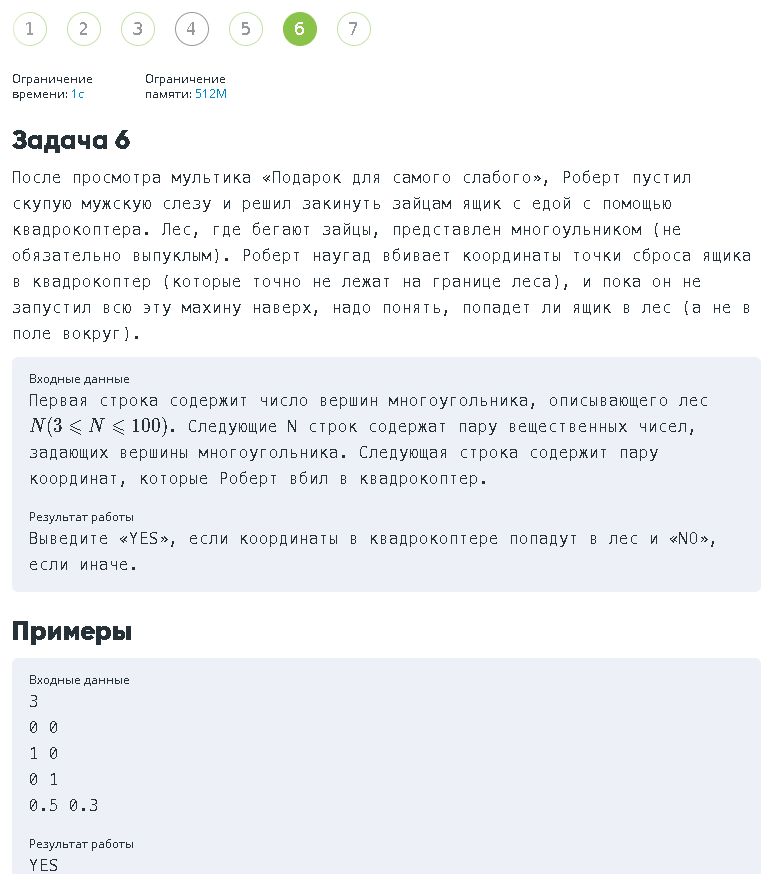 1 2 3 4 5 6 7
Ограничение Ограничение
времени: 1с памяти: 512M
Задача 6
После просмотра мультика «Подарок для самого слабого», Роберт пустил
скупую мужскую слезу и решил закинуть зайцам ящик с едой с помощью
квадрокоптера. Лес, где бегают зайцы, представлен многоульником (не
обязательно выпуклым). Роберт наугад вбивает координаты точки сброса ящика
в квадрокоптер (которые точно не лежат на границе леса), и пока он не
запустил всю эту махину наверх, надо понять, попадет ли ящик в лес (а не в
поле вокруг).
Входные данные
Первая строка содержит число вершин многоугольника, описывающего лес
N(3 ⩽ N ⩽ 100). Следующие N строк содержат пару вещественных чисел,
задающих вершины многоугольника. Следующая строка содержит пару
координат, которые Роберт вбил в квадрокоптер.
Результат работы
Выведите «YES», если координаты в квадрокоптере попадут в лес и «NO»,
если иначе.
Примеры
Входные данные
3
0 0
1 0
0 1
0.5 0.3
Результат работы
YES